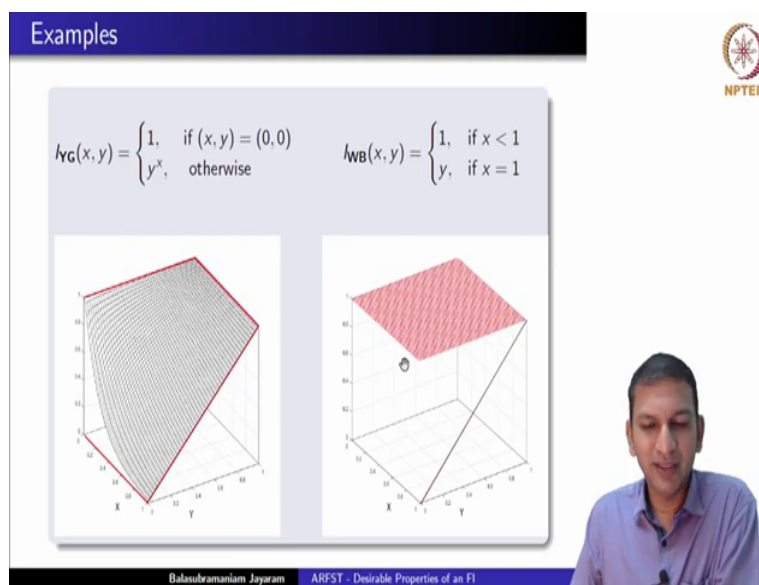 Examples
NPTEL
I_YG(x, y) = { 1, if (x, y) = (0, 0)
y^x, otherwise
I_WB(x, y) = { 1, if x < 1
y, if x = 1
X
Y
X
Y
Balasubramaniam Jayaram ARFST - Desirable Properties of an FI